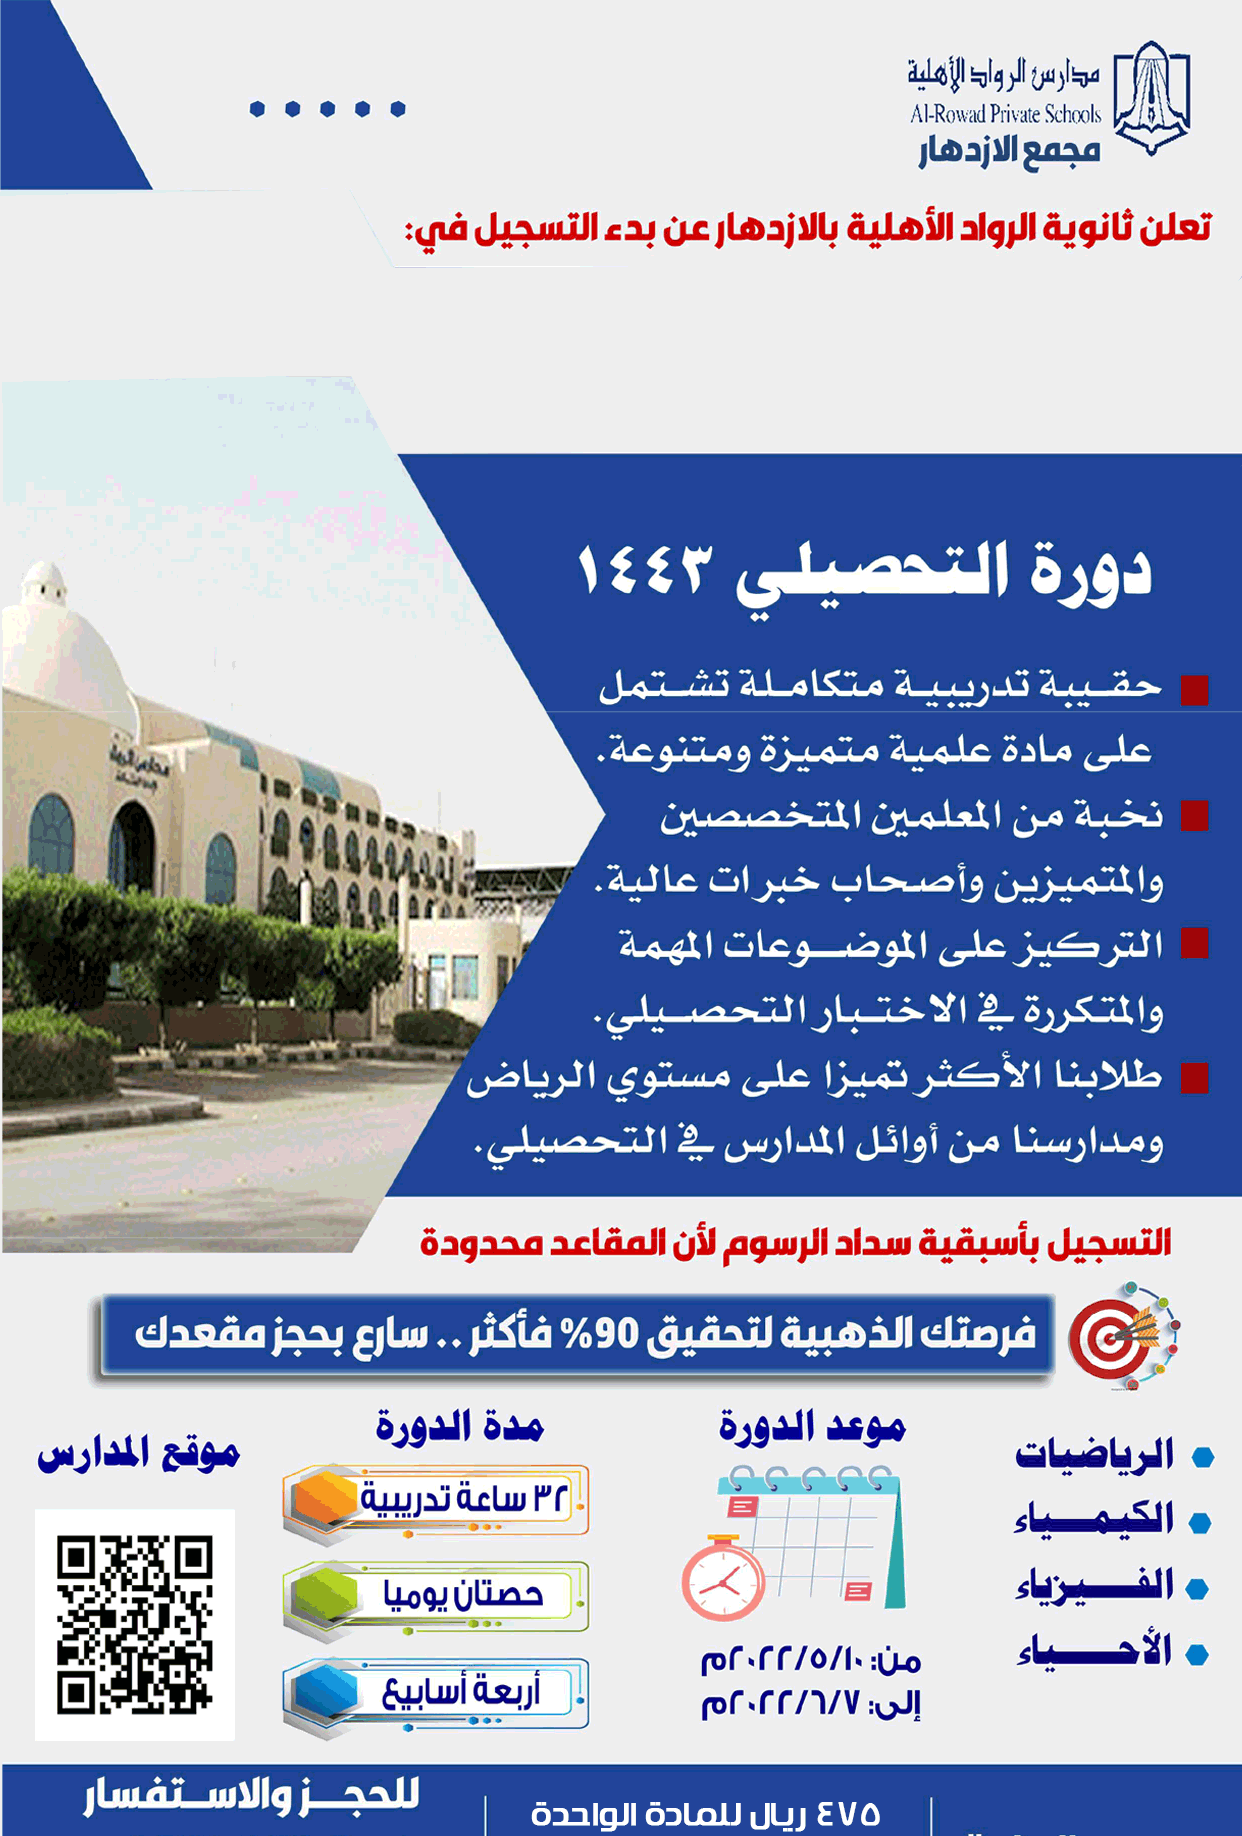 مدارس الرواد الأهلية
Al-Rowad Private Schools
مجمع الازدهار
تعلن ثانوية الرواد الأهلية بالازدهار عن بدء التسجيل في:
دورة التحصيلي ١٤٤٣
حقيبة تدريبية متكاملة تشتمل
على مادة علمية متميزة ومتنوعة.
نخبة من المعلمين المتخصصين
والمتميزين وأصحاب خبرات عالية.
التركيز على الموضوعات المهمة
والمتكررة في الاختبار التحصيلي.
طلابنا الأكثر تميزا على مستوي الرياض
ومدارسنا من أوائل المدارس في التحصيلي.
التسجيل بأسبقية سداد الرسوم لأن المقاعد محدودة
فرصتك الذهبية لتحقيق 90% فأكثر .. سارع بحجز مقعدك
الرياضيات
الكيمياء
الفيزياء
الأحياء
موعد الدورة
من: ٢٠٢٢/٥/١٠م
إلى: ٢٠٢٢/٦/٧م
مدة الدورة
٣٢ ساعة تدريبية
حصتان يوميا
أربعة أسابيع
موقع المدارس
٤٧٥ ريال للمادة الواحدة
للحجز والاستفسار